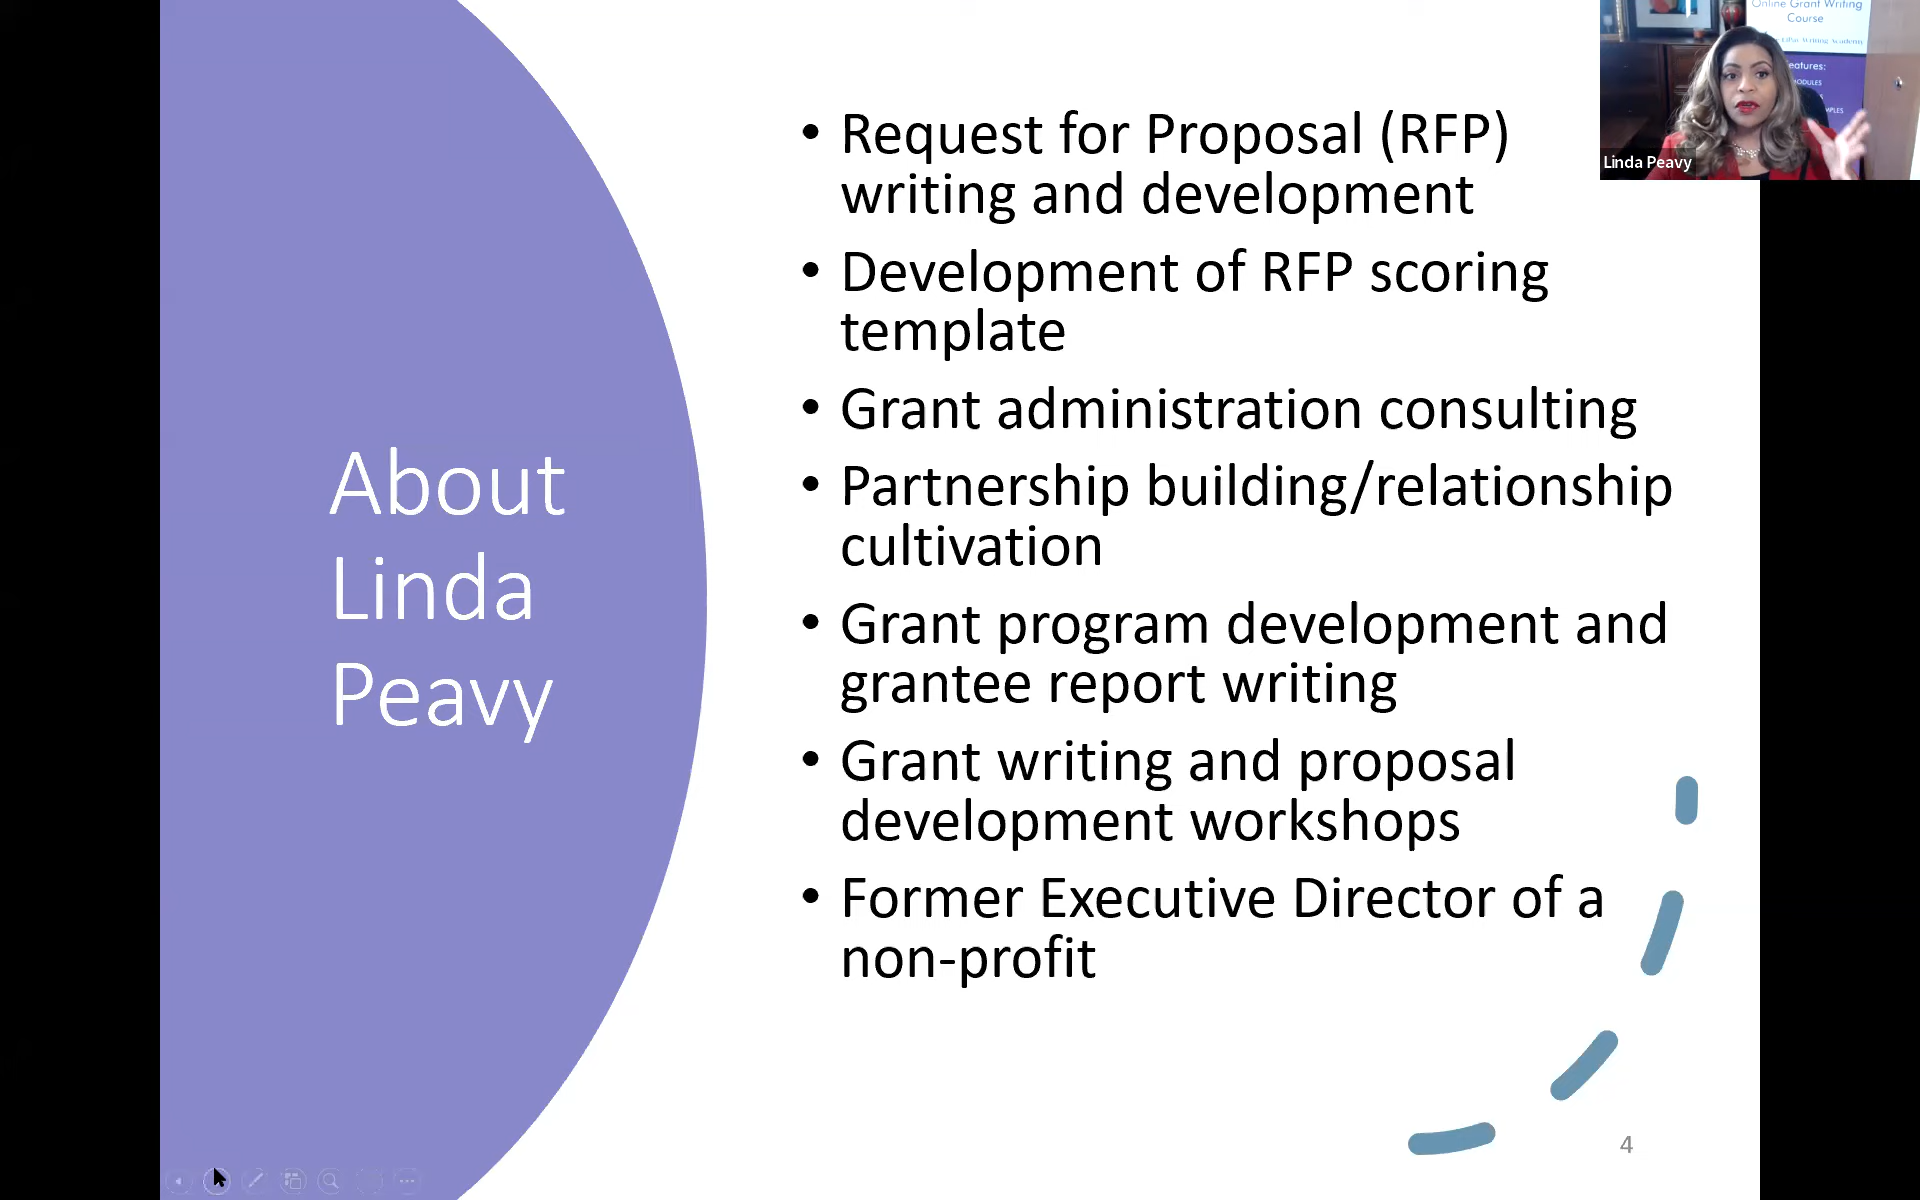 About
Linda
Peavy
• Request for Proposal (RFP)
writing and development
• Development of RFP scoring
template
• Grant administration consulting
• Partnership building/relationship
cultivation
• Grant program development and
grantee report writing
• Grant writing and proposal
development workshops
• Former Executive Director of a
non-profit
4
Online Grant Writing
Course
Writing Academy
Linda Peavy